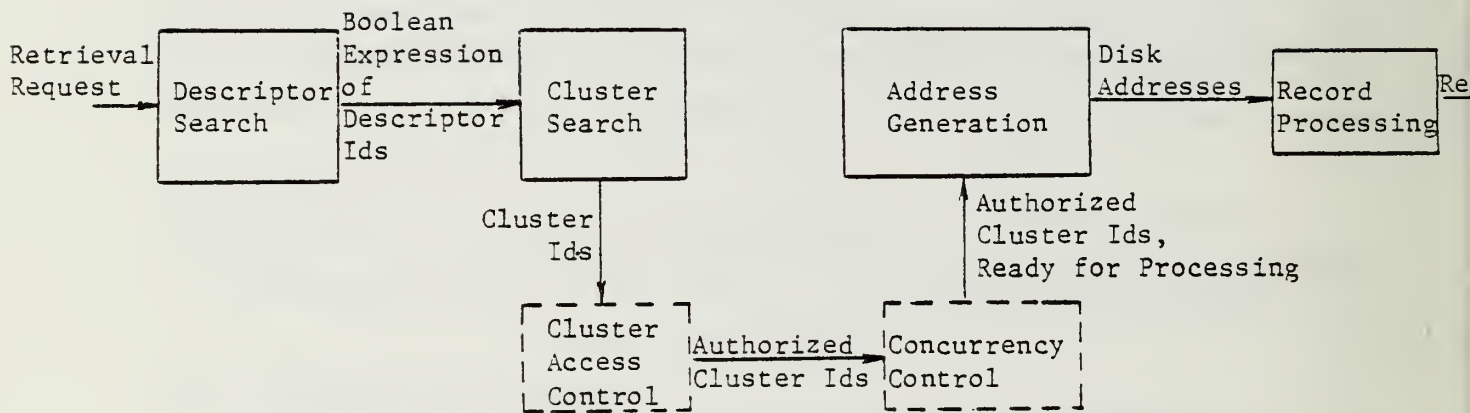 Retrieval
Request
Descriptor
Search
Boolean
Expression
of
Descriptor
Ids
Cluster
Search
Cluster
Ids
Cluster
Access
Control
Authorized
Cluster Ids
Concurrency
Control
Authorized
Cluster Ids,
Ready for Processing
Address
Generation
Disk
Addresses
Record
Processing
Re